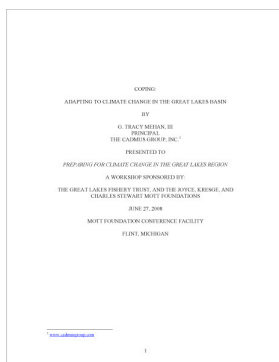 COPING:
ADAPTING TO CLIMATE CHANGE IN THE GREAT LAKES BASIN
BY
G. TRACY MEHAN, III
PRINCIPAL
THE CADMUS GROUP, INC.¹
PRESENTED TO
PREPARING FOR CLIMATE CHANGE IN THE GREAT LAKES REGION
A WORKSHOP SPONSORED BY:
THE GREAT LAKES FISHERY TRUST, AND THE JOYCE, KRESGE, AND
CHARLES STEWART MOTT FOUNDATIONS
JUNE 27, 2008
MOTT FOUNDATION CONFERENCE FACILITY
FLINT, MICHIGAN
¹ www.cadmusgroup.com
1